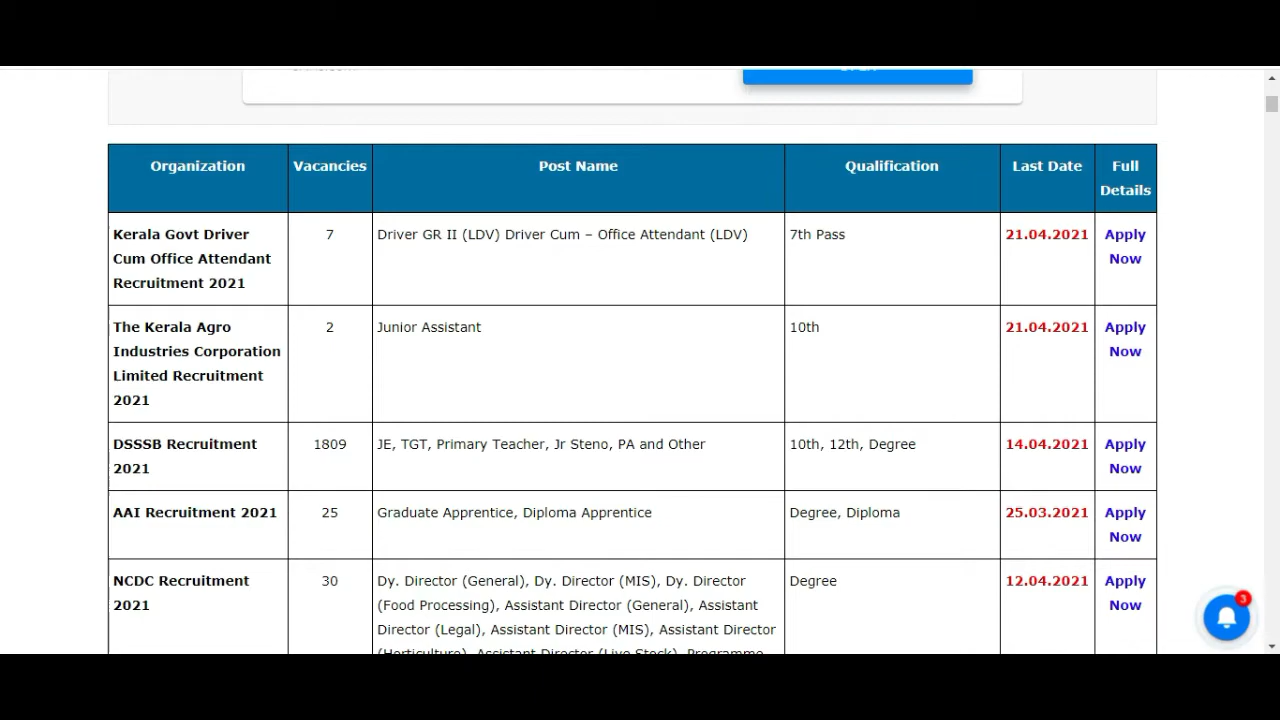 Organization Vacancies Post Name Qualification Last Date Full Details
Kerala Govt Driver 7 Driver GR II (LDV) Driver Cum – Office Attendant (LDV) 7th Pass 21.04.2021 Apply
Cum Office Attendant Now
Recruitment 2021
The Kerala Agro 2 Junior Assistant 10th 21.04.2021 Apply
Industries Corporation Now
Limited Recruitment
2021
DSSSB Recruitment 1809 JE, TGT, Primary Teacher, Jr Steno, PA and Other 10th, 12th, Degree 14.04.2021 Apply
2021 Now
AAI Recruitment 2021 25 Graduate Apprentice, Diploma Apprentice Degree, Diploma 25.03.2021 Apply
Now
NCDC Recruitment 30 Dy. Director (General), Dy. Director (MIS), Dy. Director Degree 12.04.2021 Apply
2021 (Food Processing), Assistant Director (General), Assistant Now
Director (Legal), Assistant Director (MIS), Assistant Director
(Horticulture), Assistant Director (Live Stock), Programme
3